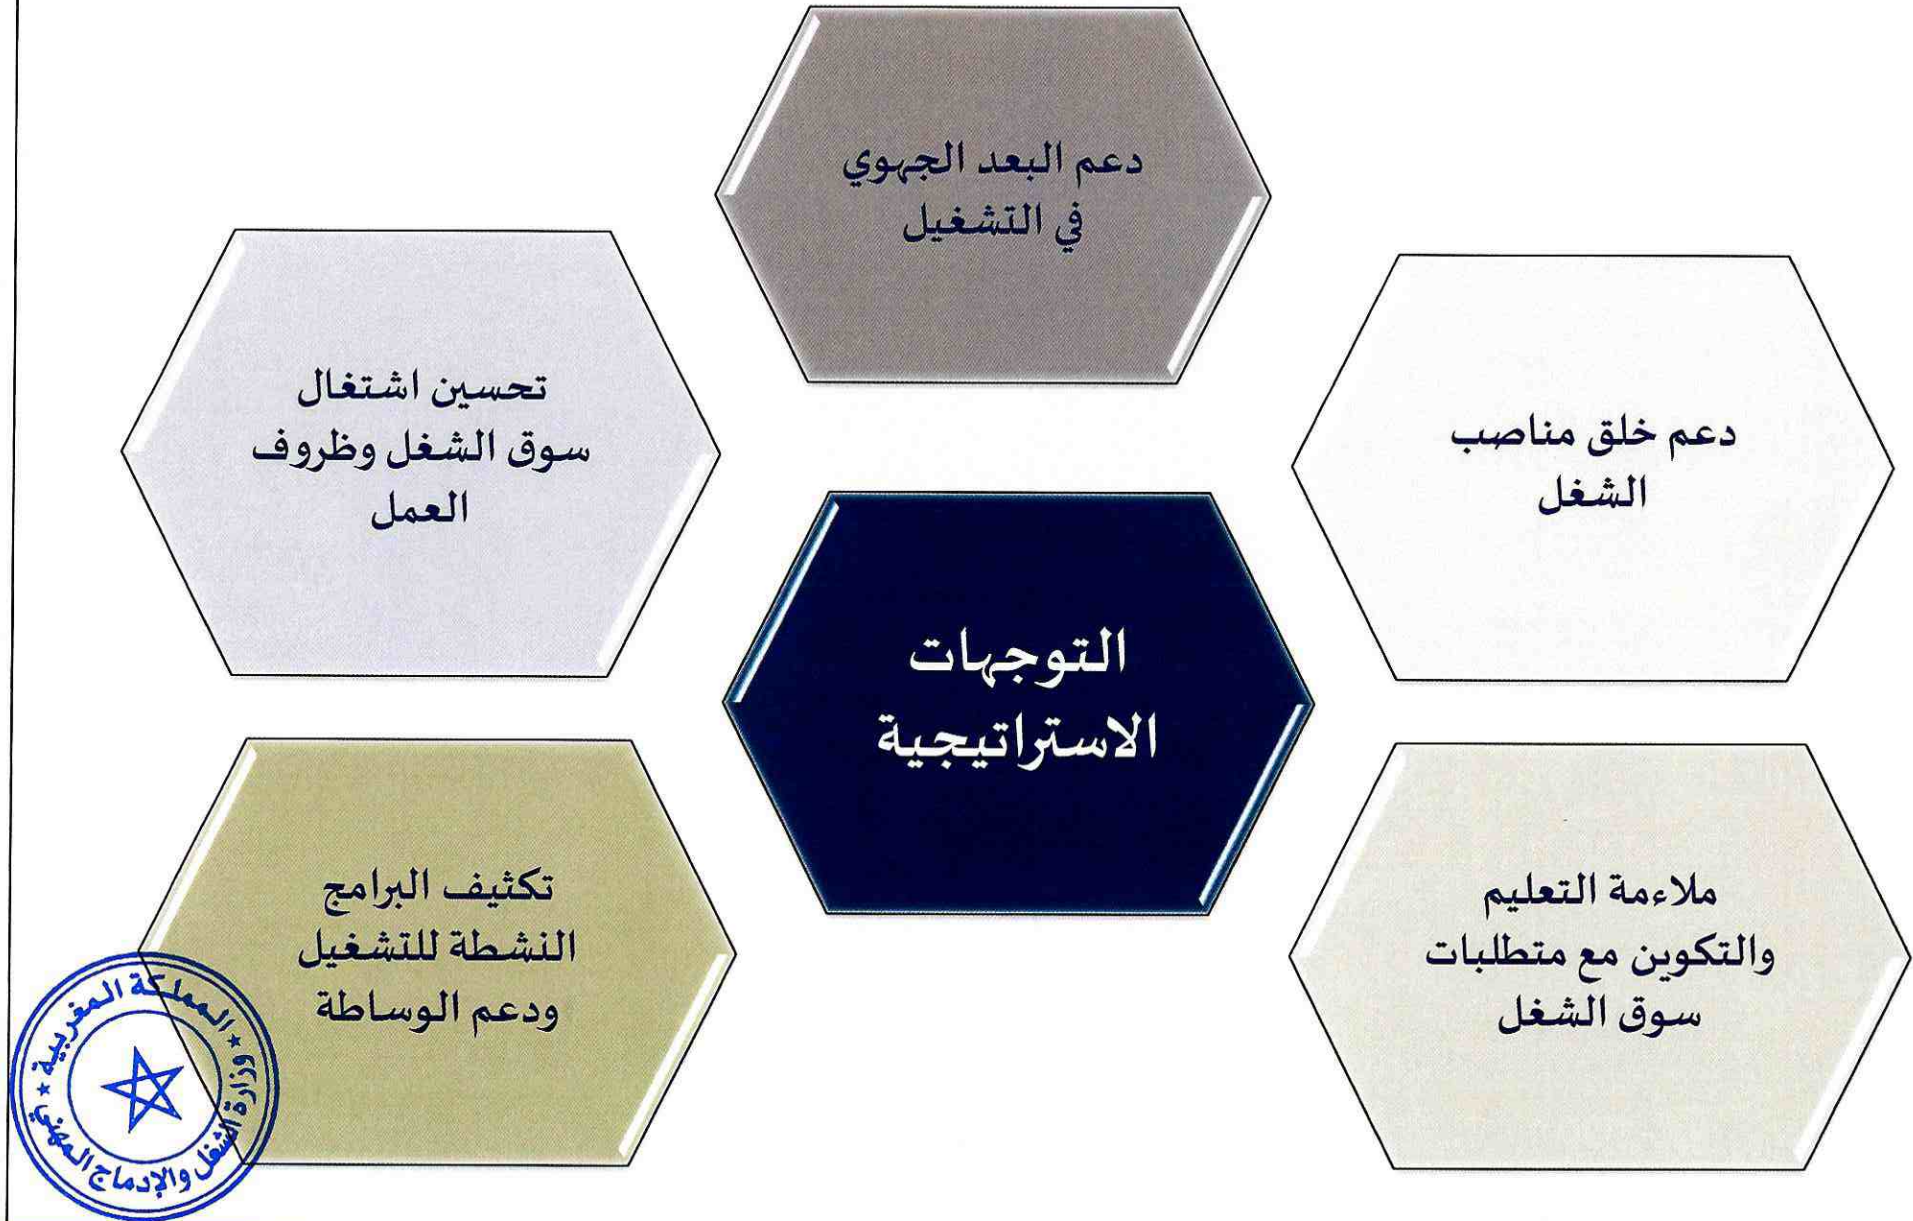 دعم البعد الجهوي
في التشغيل
دعم خلق مناصب
الشغل
تحسين اشتغال
سوق الشغل وظروف
العمل
التوجهات
الاستراتيجية
ملاءمة التعليم
والتكوين مع متطلبات
سوق الشغل
تكثيف البرامج
النشطة للتشغيل
ودعم الوساطة
المملكة المغربية
وزارة الشغل والإدماج المهني